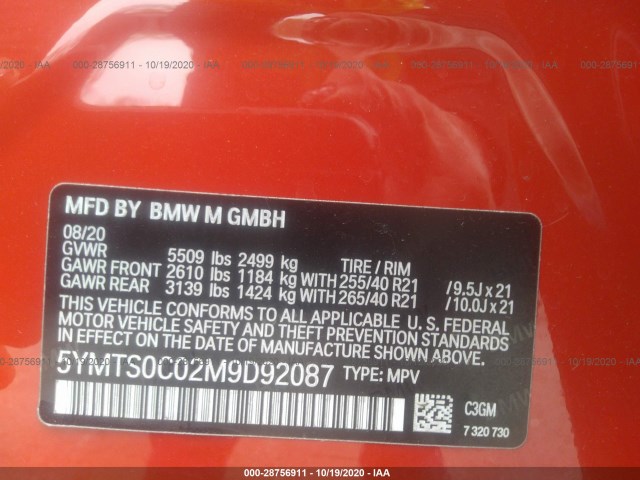 000-28756911 - 10/19/2020 - IAA
MFD BY BMW M GMBH
08/20
GVWR 5509 lbs 2499 kg TIRE / RIM
GAWR FRONT 2610 lbs 1184 kg WITH 255/40 R21 /9.5J x 21
GAWR REAR 3139 lbs 1424 kg WITH 265/40 R21 /10.0J x 21
THIS VEHICLE CONFORMS TO ALL APPLICABLE U. S. FEDERAL
MOTOR VEHICLE SAFETY AND THEFT PREVENTION STANDARDS
IN EFFECT ON THE DATE OF MANUFACTURE SHOWN ABOVE.
5YMTS0C02M9D92087 TYPE: MPV
C3GM
7 320 730
000-28756911 - 10/19/2020 - IAA